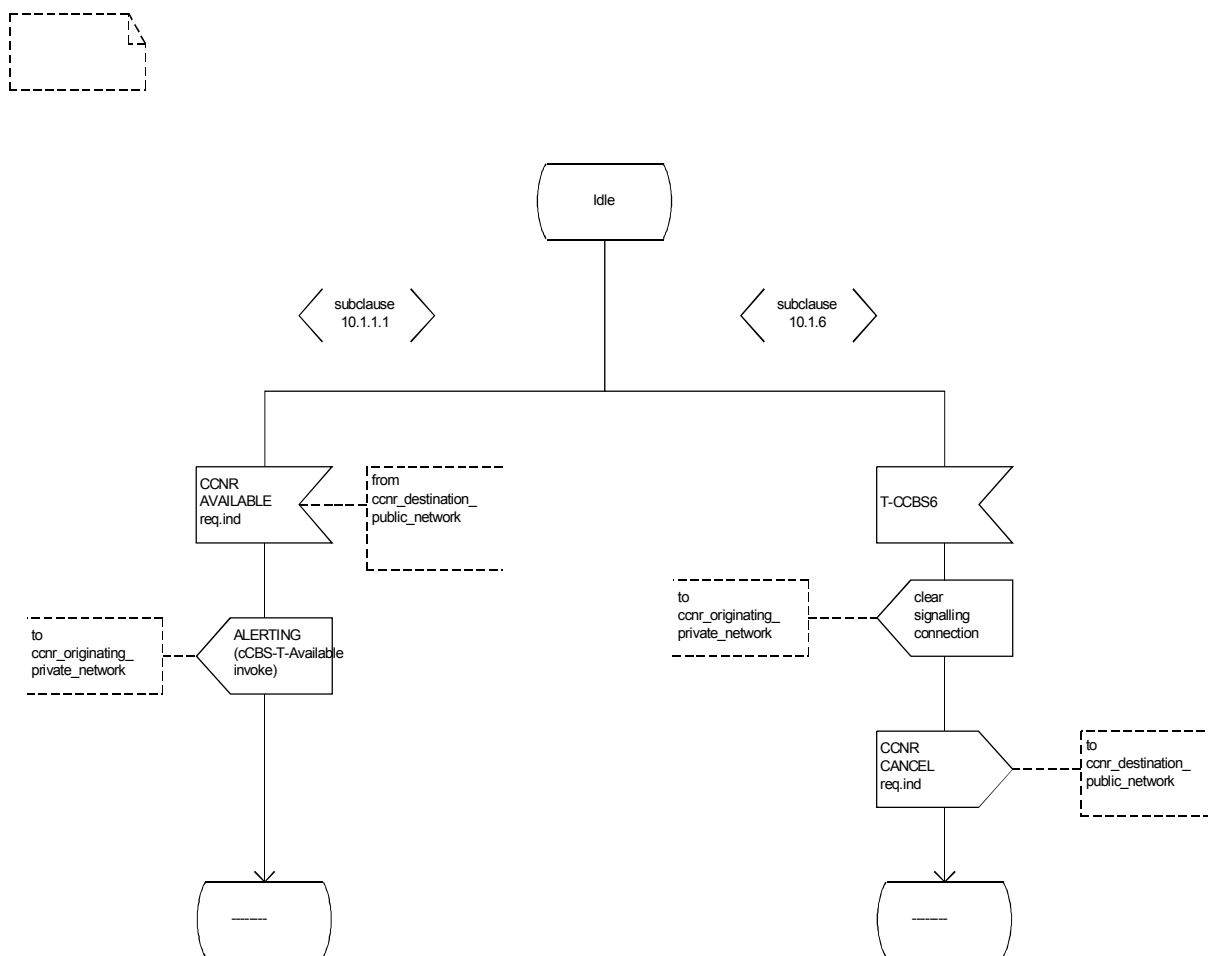 Idle
subclause
10.1.1.1
subclause
10.1.6
CCNR
AVAILABLE
req.ind
from
ccnr_destination_
public_network
T-CCBS6
to
ccnr_originating_
private_network
clear
signalling
connection
to
ccnr_originating_
private_network
ALERTING
(cCBS-T-Available
invoke)
CCNR
CANCEL
req.ind
to
ccnr_destination_
public_network
--------
--------